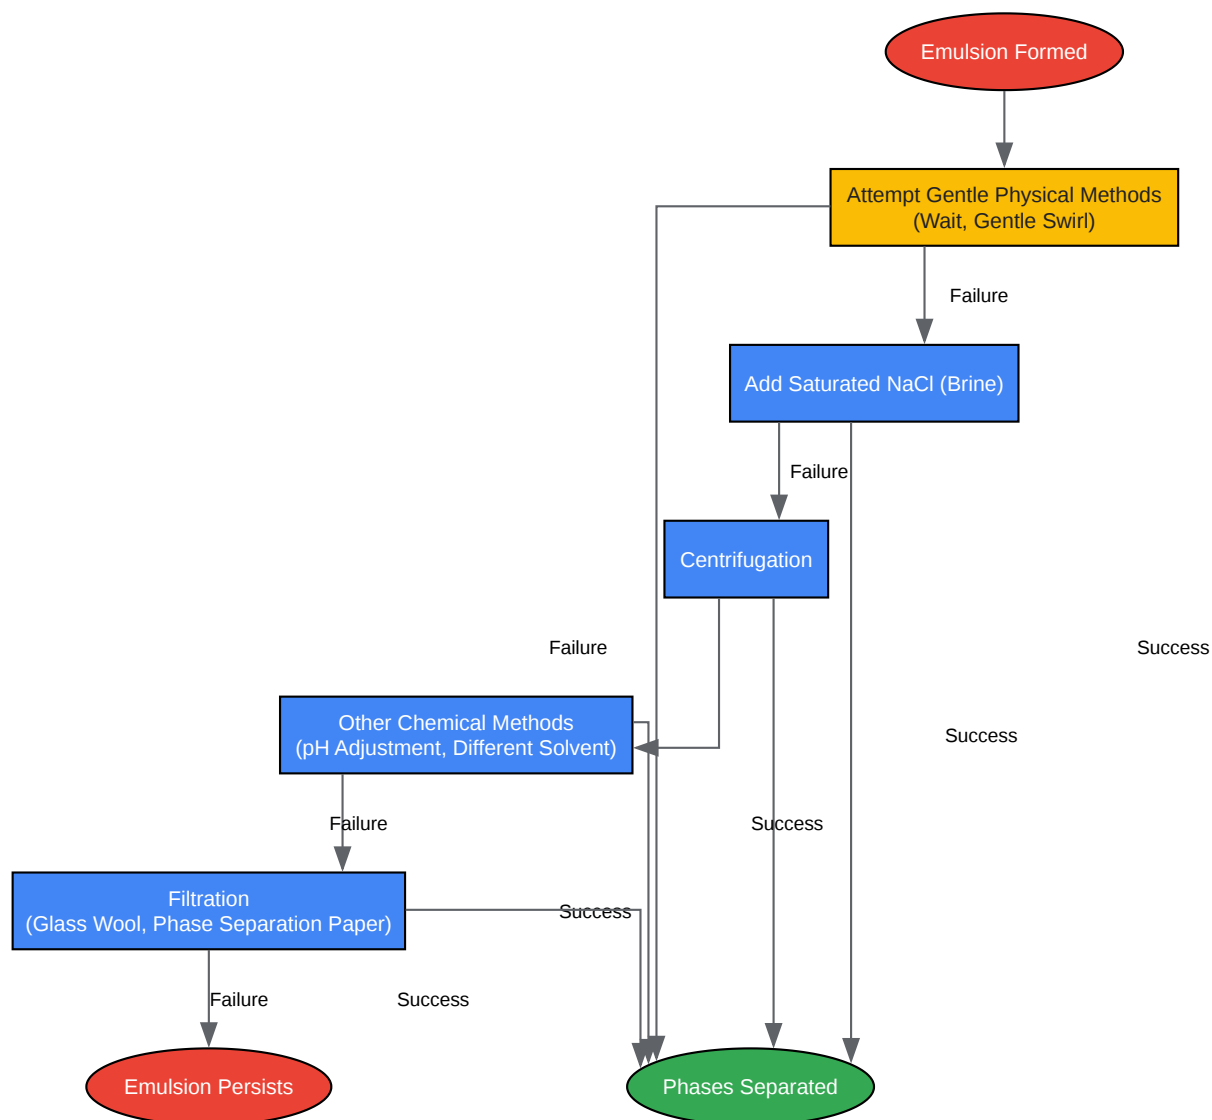 Emulsion Formed
Attempt Gentle Physical Methods
(Wait, Gentle Swirl)
Failure
Add Saturated NaCl (Brine)
Failure
Centrifugation
Failure
Success
Other Chemical Methods
(pH Adjustment, Different Solvent)
Success
Failure
Success
Filtration
(Glass Wool, Phase Separation Paper)
Success
Failure
Success
Emulsion Persists
Phases Separated